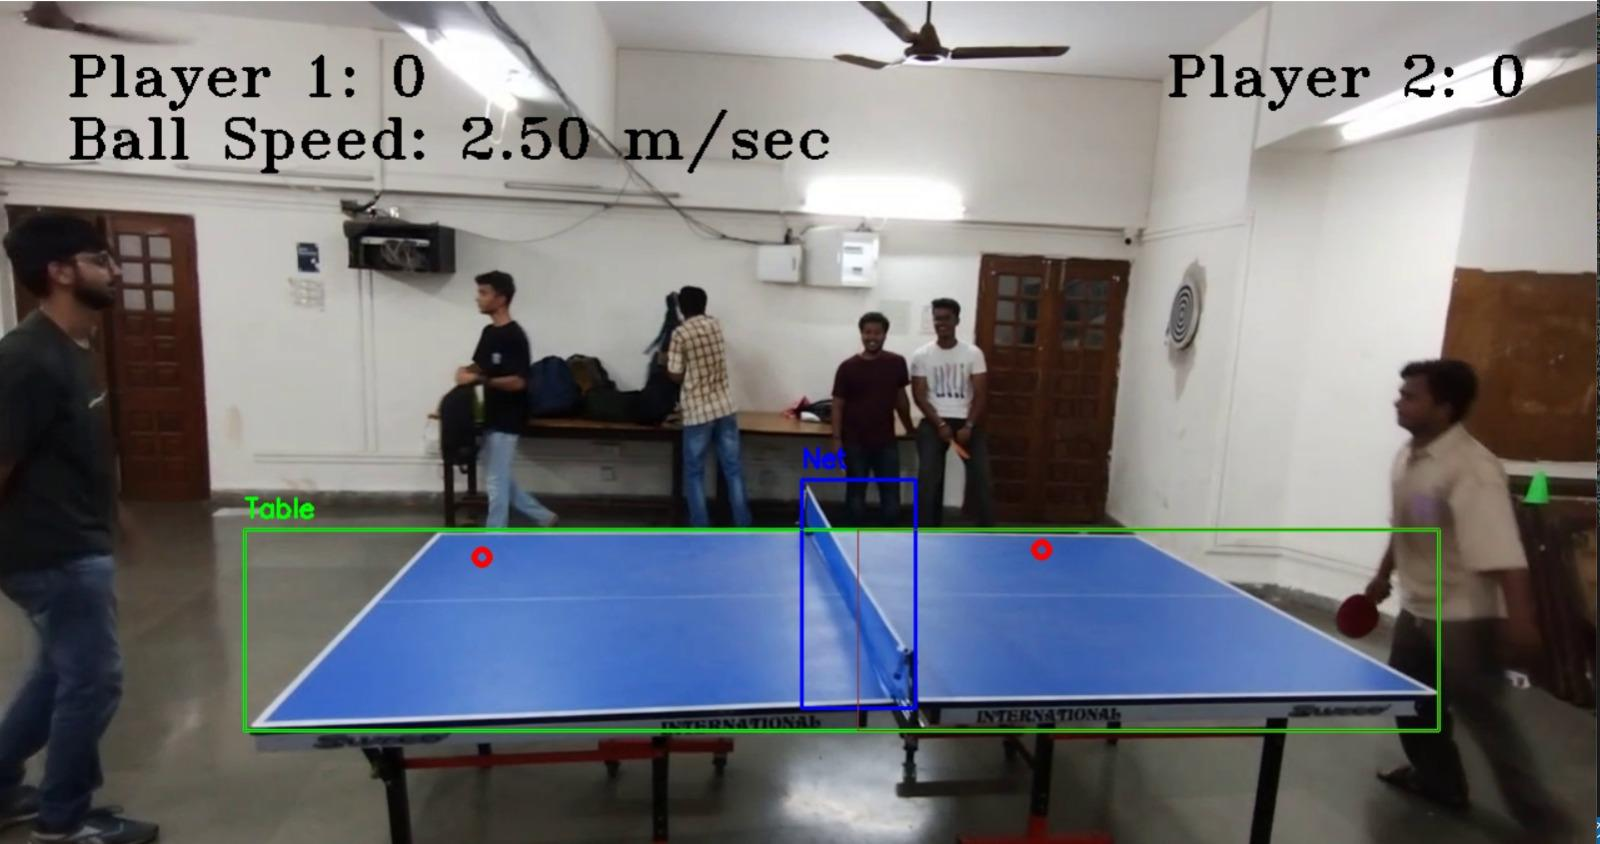 Player 1: 0
Player 2: 0
Ball Speed: 2.50 m/sec
Net
Table
INTERNATIONAL
INTERNATIONAL